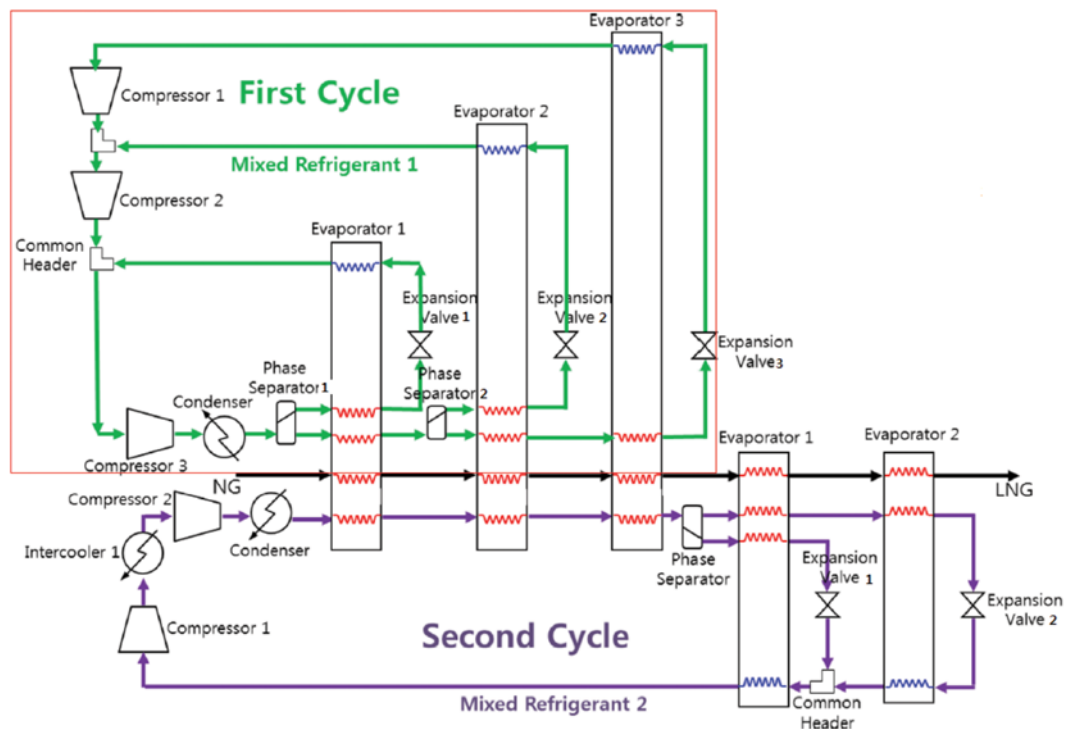 Evaporator 3
Compressor 1
First Cycle
Evaporator 2
Mixed Refrigerant 1
Compressor 2
Evaporator 1
Common
Header
Expansion
Valve 1
Expansion
Valve 2
Expansion
Valve3
Phase
Separator1
Phase
Separator 2
Condenser
Compressor 3
NG
LNG
Evaporator 1
Evaporator 2
Compressor 2
Condenser
Intercooler 1
Phase
Separator
Expansion
Valve 1
Expansion
Valve 2
Compressor 1
Second Cycle
Mixed Refrigerant 2
Common
Header